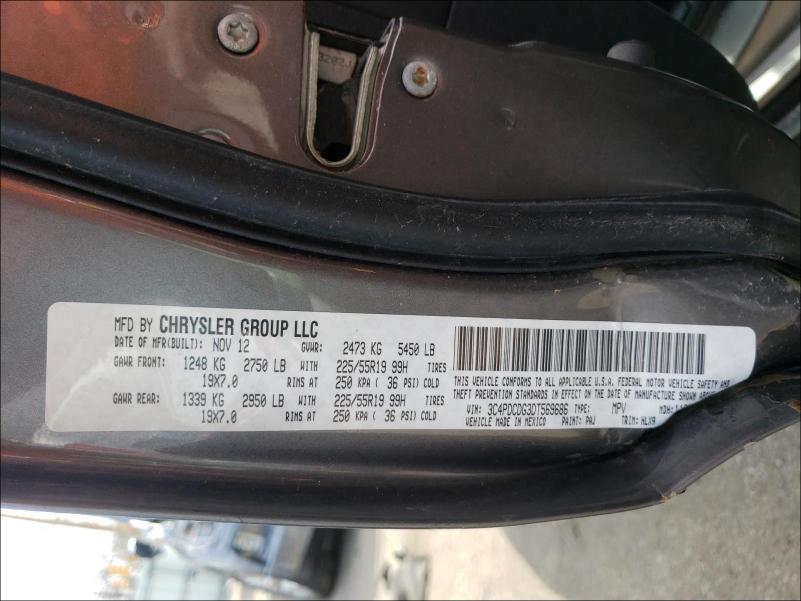 MFD BY CHRYSLER GROUP LLC
DATE OF MFR(BUILT): NOV 12 GVWR: 2473 KG 5450 LB
GAWR FRONT: 1248 KG 2750 LB WITH 225/55R19 99H TIRES
19X7.0 RIMS AT 250 KPA ( 36 PSI) COLD
GAWR REAR: 1339 KG 2950 LB WITH 225/55R19 99H TIRES
19X7.0 RIMS AT 250 KPA ( 36 PSI) COLD
THIS VEHICLE CONFORMS TO ALL APPLICABLE U.S.A. FEDERAL MOTOR VEHICLE SAFETY AND
THEFT PREVENTION STANDARDS IN EFFECT ON THE DATE OF MANUFACTURE SHOWN
VIN: 3C4PDCDG3DT569686 TYPE: MPV MDH:
VEHICLE MADE IN MEXICO PAINT: PAJ TRIM: HLX9